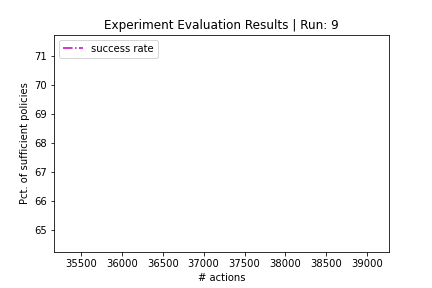 Experiment Evaluation Results | Run: 9
success rate
Pct. of sufficient policies
71
70
69
68
67
66
65
35500 36000 36500 37000 37500 38000 38500 39000
# actions